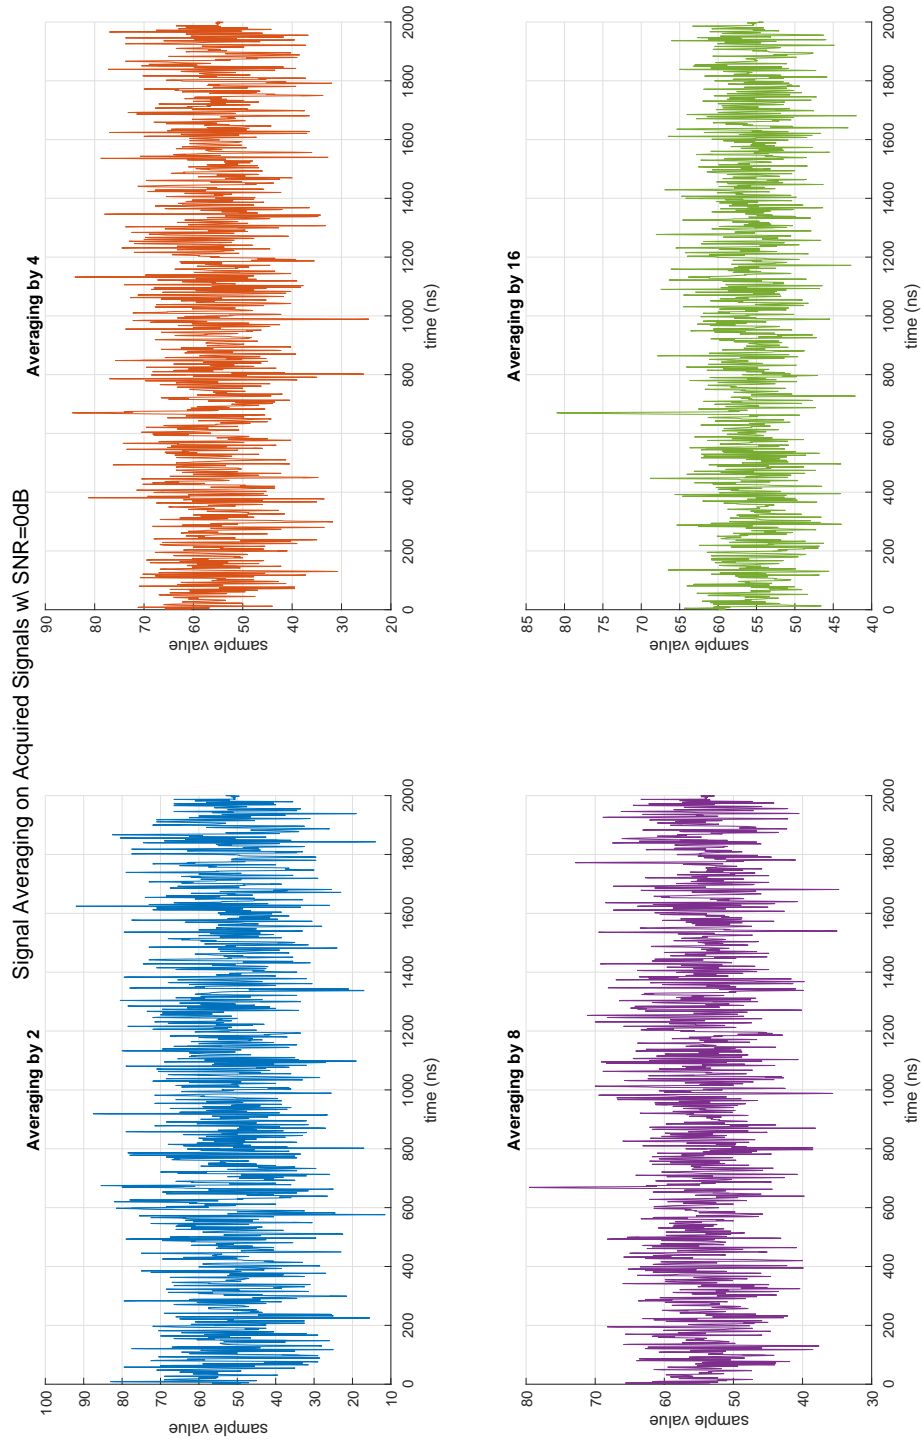 Signal Averaging on Acquired Signals w\ SNR=0dB
Averaging by 2
100
90
80
70
60
50
40
30
20
10
sample value
0 200 400 600 800 1000 1200 1400 1600 1800 2000
time (ns)
Averaging by 4
90
80
70
60
50
40
30
20
sample value
0 200 400 600 800 1000 1200 1400 1600 1800 2000
time (ns)
Averaging by 8
80
70
60
50
40
30
sample value
0 200 400 600 800 1000 1200 1400 1600 1800 2000
time (ns)
Averaging by 16
85
80
75
70
65
60
55
50
45
40
sample value
0 200 400 600 800 1000 1200 1400 1600 1800 2000
time (ns)